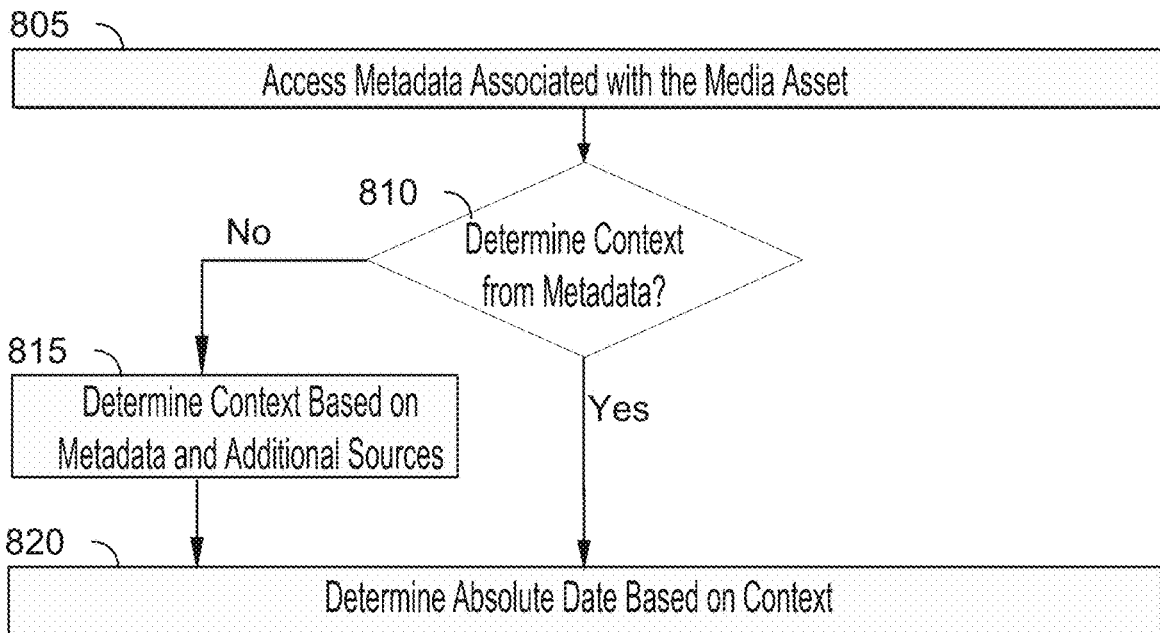 805
Access Metadata Associated with the Media Asset
810
Determine Context
from Metadata?
No
Yes
815
Determine Context Based on
Metadata and Additional Sources
820
Determine Absolute Date Based on Context